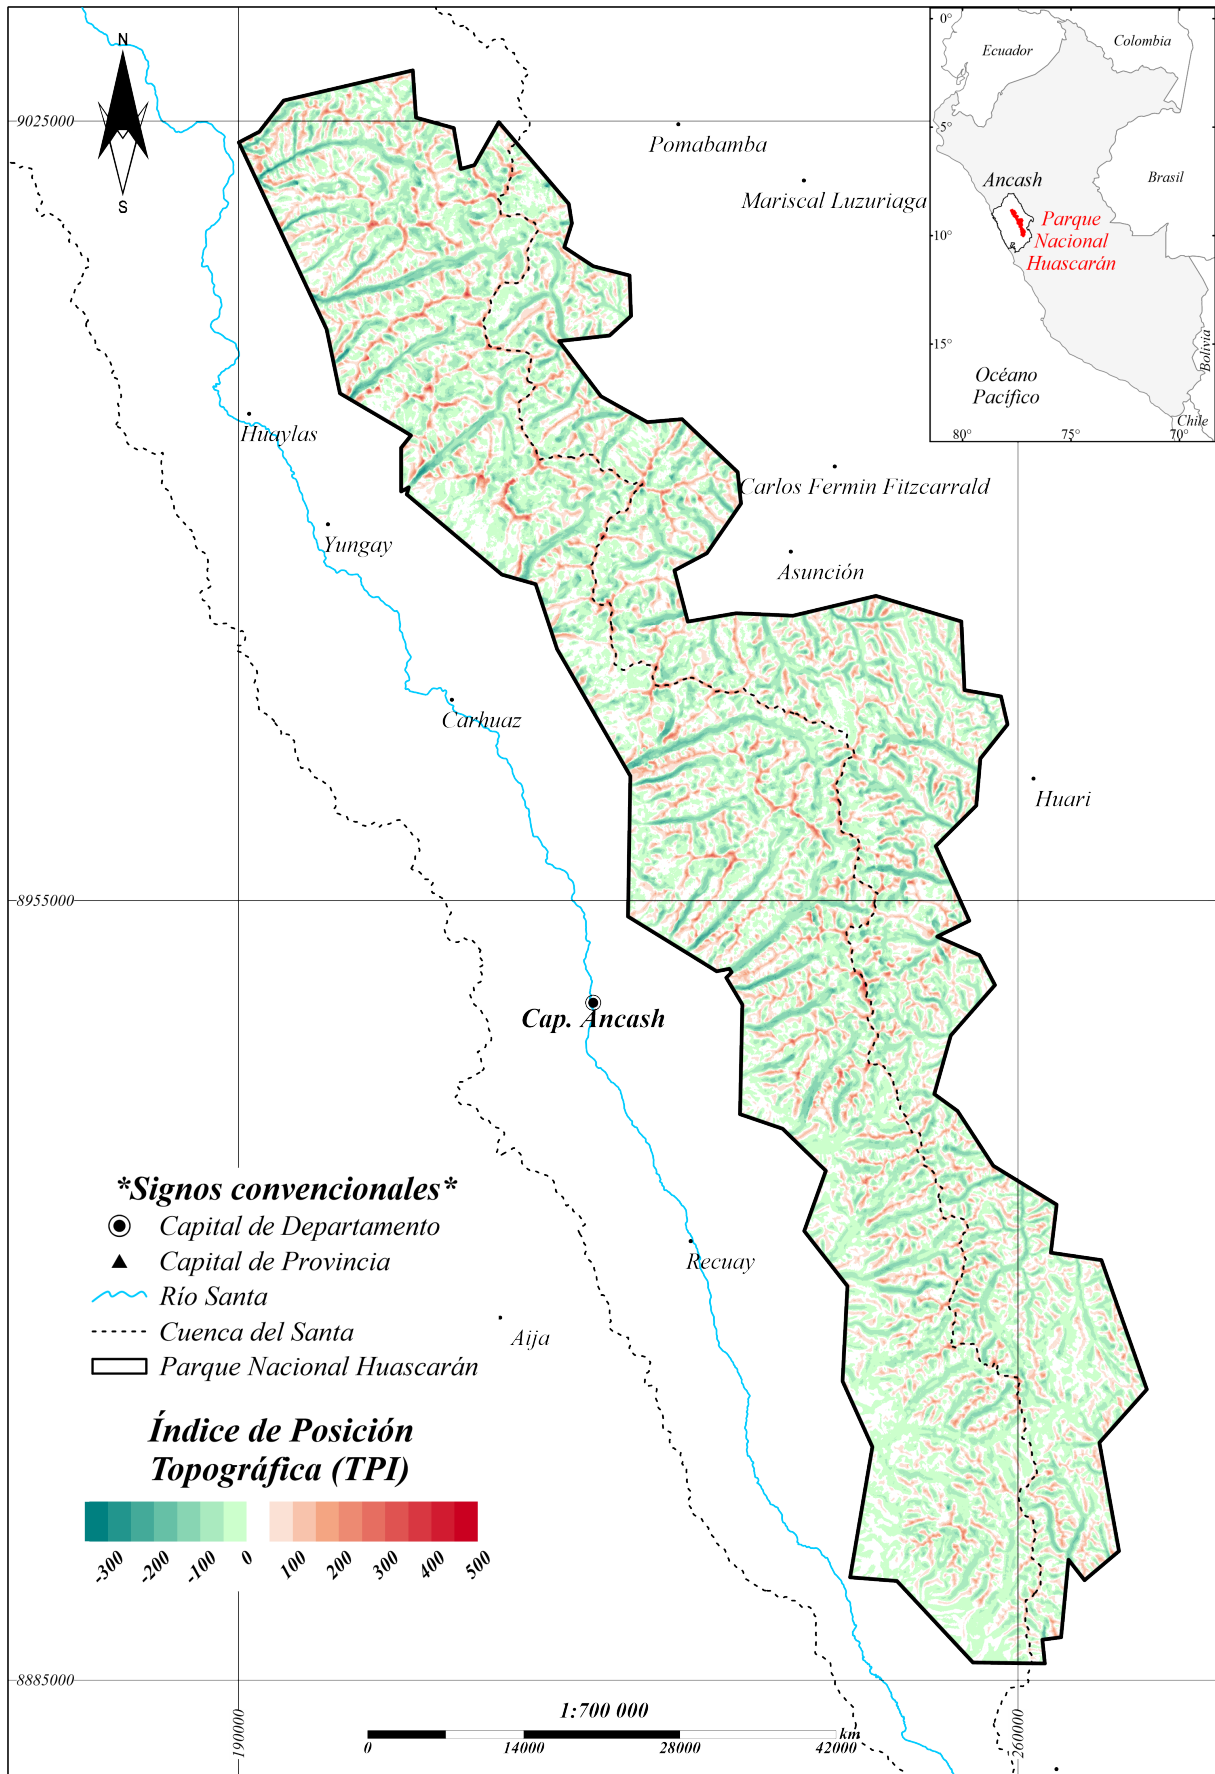 N
S
9025000
8955000
8885000
190000
260000
Pomabamba
Mariscal Luzuriaga
Huaylas
Carlos Fermin Fitzcarrald
Yungay
Asunción
Carhuaz
Huari
Cap. Ancash
Recuay
Aija
0°
5°
10°
15°
80°
75°
70°
Ecuador
Colombia
Brasil
Ancash
Parque
Nacional
Huascarán
Bolivia
Océano
Pacífico
Chile
*Signos convencionales*
Capital de Departamento
Capital de Provincia
Río Santa
Cuenca del Santa
Parque Nacional Huascarán
Índice de Posición
Topográfica (TPI)
-300 -200 -100 0 100 200 300 400 500
1:700 000
km
0 14000 28000 42000